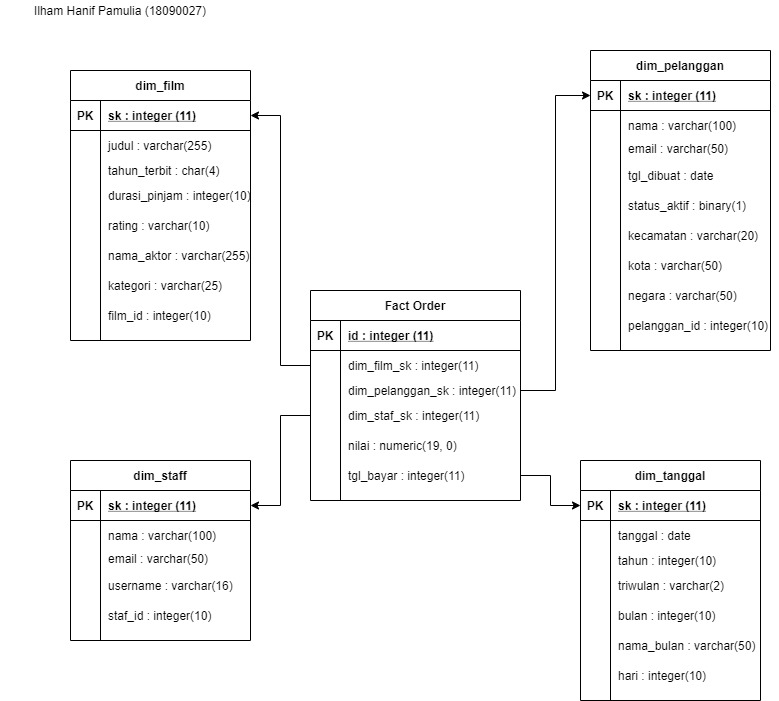 Ilham Hanif Pamulia (18090027)
dim_film
PK sk : integer (11)
judul : varchar(255)
tahun_terbit : char(4)
durasi_pinjam : integer(10)
rating : varchar(10)
nama_aktor : varchar(255)
kategori : varchar(25)
film_id : integer(10)
dim_pelanggan
PK sk : integer (11)
nama : varchar(100)
email : varchar(50)
tgl_dibuat : date
status_aktif : binary(1)
kecamatan : varchar(20)
kota : varchar(50)
negara : varchar(50)
pelanggan_id : integer(10)
Fact Order
PK id : integer (11)
dim_film_sk : integer(11)
dim_pelanggan_sk : integer(11)
dim_staf_sk : integer(11)
nilai : numeric(19, 0)
tgl_bayar : integer(11)
dim_staff
PK sk : integer (11)
nama : varchar(100)
email : varchar(50)
username : varchar(16)
staf_id : integer(10)
dim_tanggal
PK sk : integer (11)
tanggal : date
tahun : integer(10)
triwulan : varchar(2)
bulan : integer(10)
nama_bulan : varchar(50)
hari : integer(10)